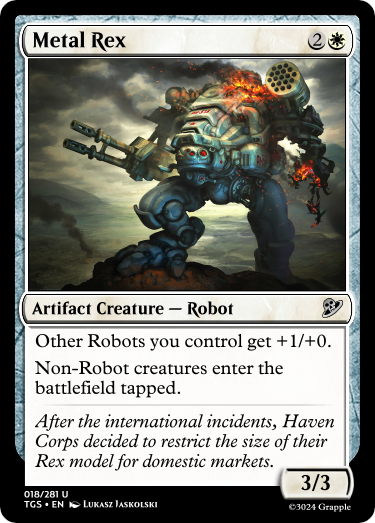 Metal Rex 2
Artifact Creature — Robot
Other Robots you control get +1/+0.
Non-Robot creatures enter the
battlefield tapped.
After the international incidents, Haven
Corps decided to restrict the size of their
Rex model for domestic markets.
3/3
018/281 U
TGS • EN Lukasz Jaskolski
©3024 Grapple